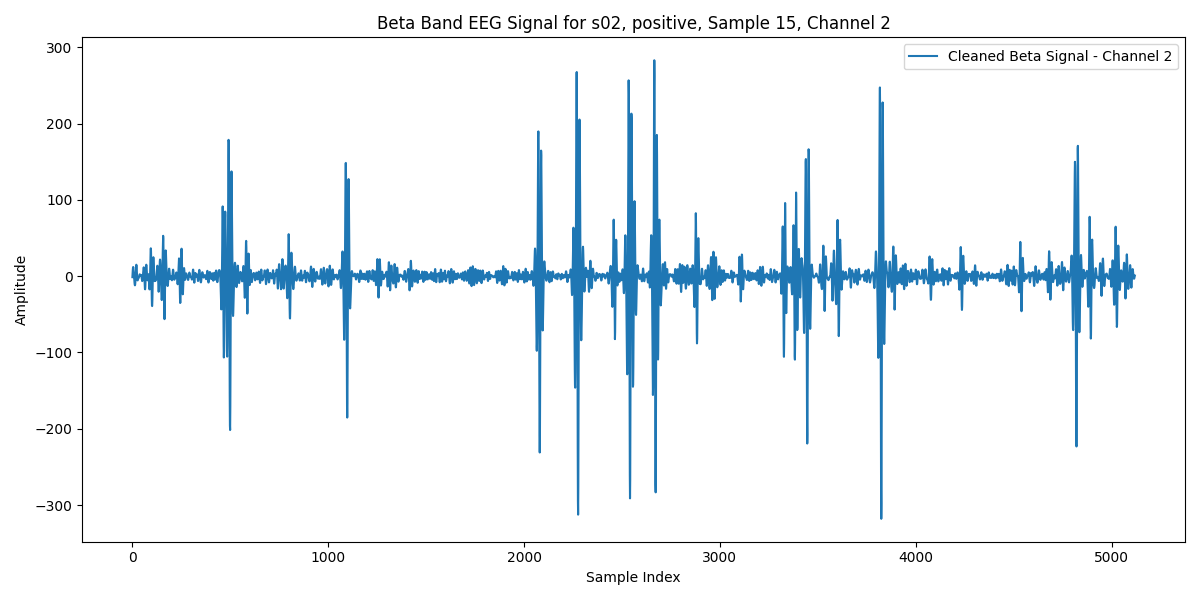 Beta Band EEG Signal for s02, positive, Sample 15, Channel 2
Cleaned Beta Signal - Channel 2
300
200
100
0
−100
−200
−300
Amplitude
0 1000 2000 3000 4000 5000
Sample Index